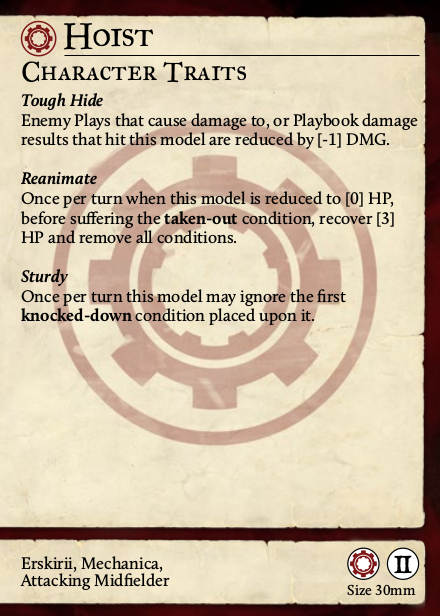 Hoist
Character Traits
Tough Hide
Enemy Plays that cause damage to, or Playbook damage
results that hit this model are reduced by [-1] DMG.
Reanimate
Once per turn when this model is reduced to [0] HP,
before suffering the taken-out condition, recover [3]
HP and remove all conditions.
Sturdy
Once per turn this model may ignore the first
knocked-down condition placed upon it.
Erskirii, Mechanica,
Attacking Midfielder
II
Size 30mm